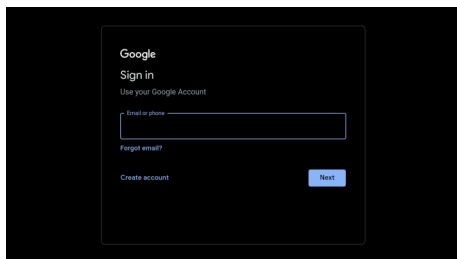 Google
Sign in
Use your Google Account
Email or phone
Forgot email?
Create account
Next